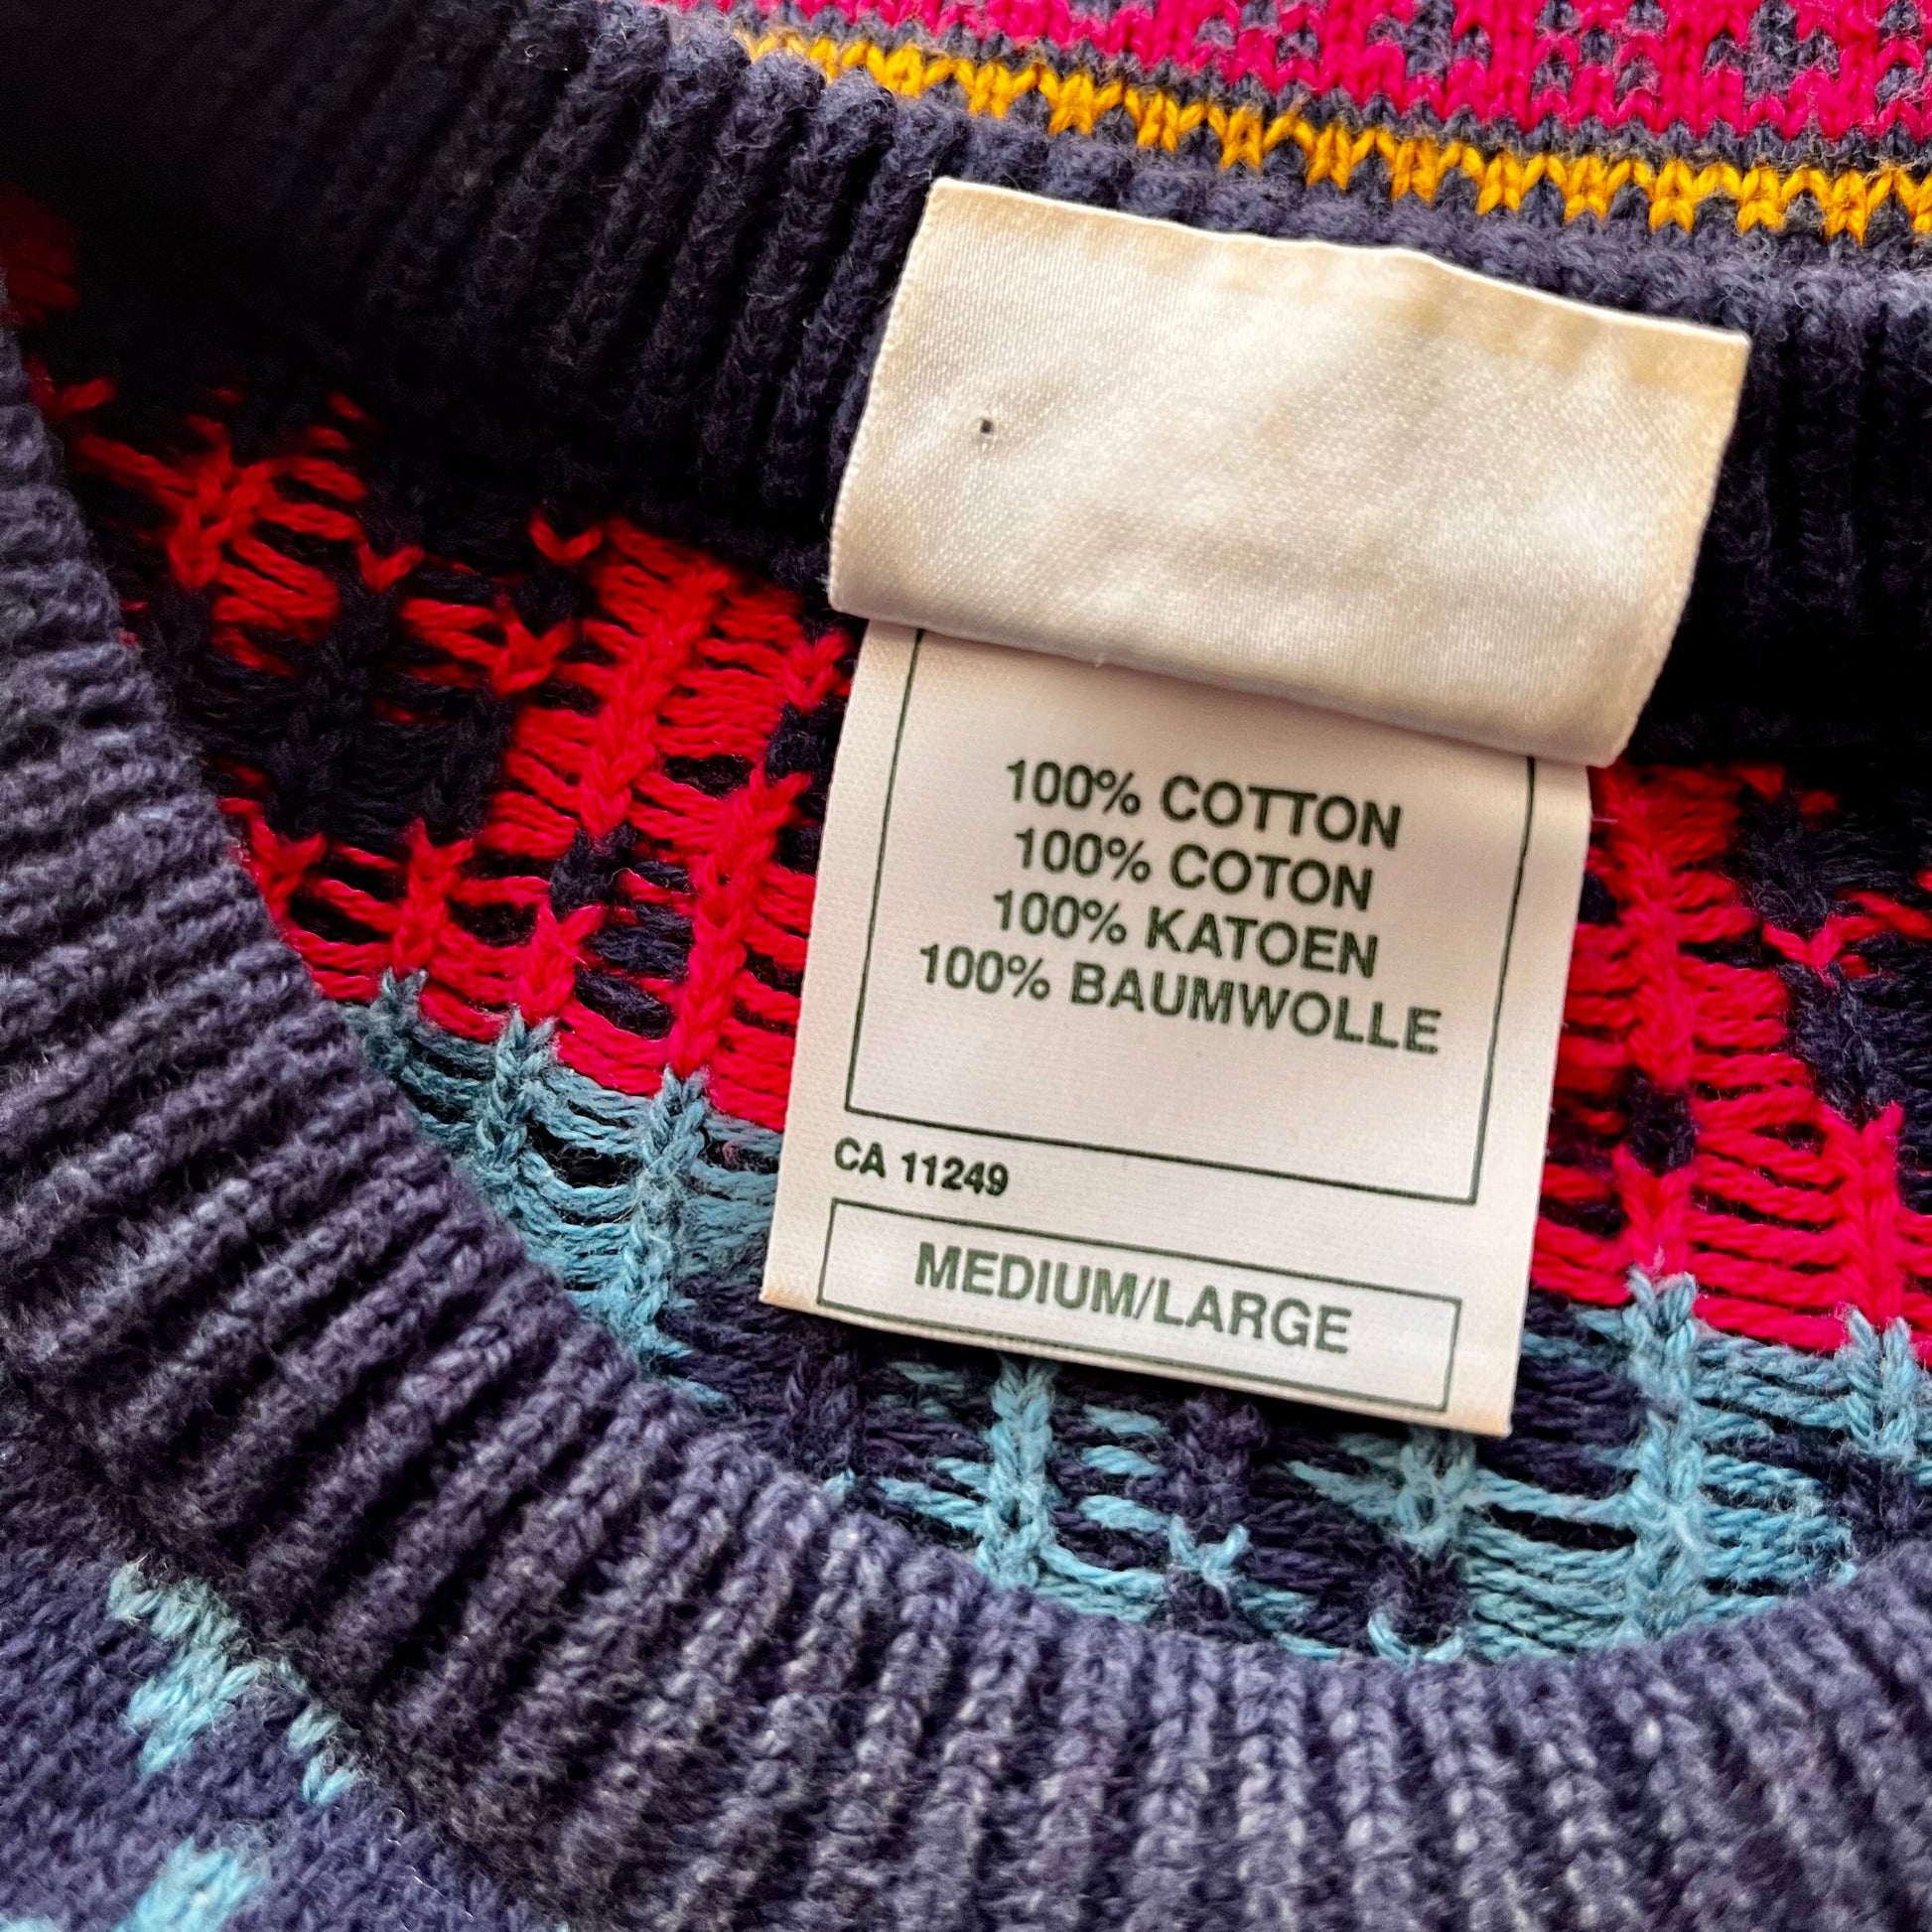 100% COTTON
100% COTON
100% KATOEN
100% BAUMWOLLE
CA 11249
MEDIUM/LARGE